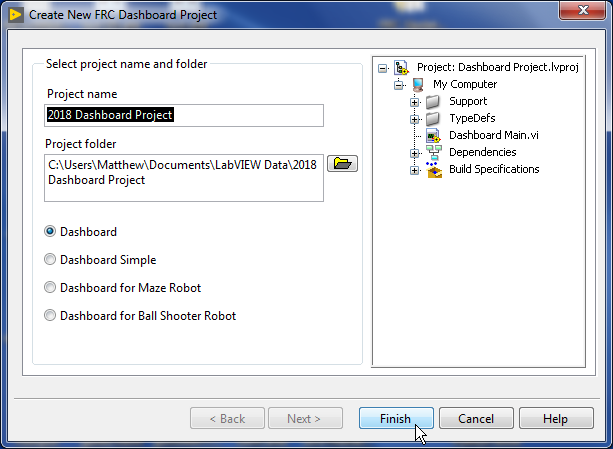 Create New FRC Dashboard Project
Select project name and folder
Project name
2018 Dashboard Project
Project folder
C:\Users\Matthew\Documents\LabVIEW Data\2018
Dashboard Project
Dashboard
Dashboard Simple
Dashboard for Maze Robot
Dashboard for Ball Shooter Robot
Project: Dashboard Project.lvproj
My Computer
Support
TypeDefs
Dashboard Main.vi
Dependencies
Build Specifications
< Back
Next >
Finish
Cancel
Help